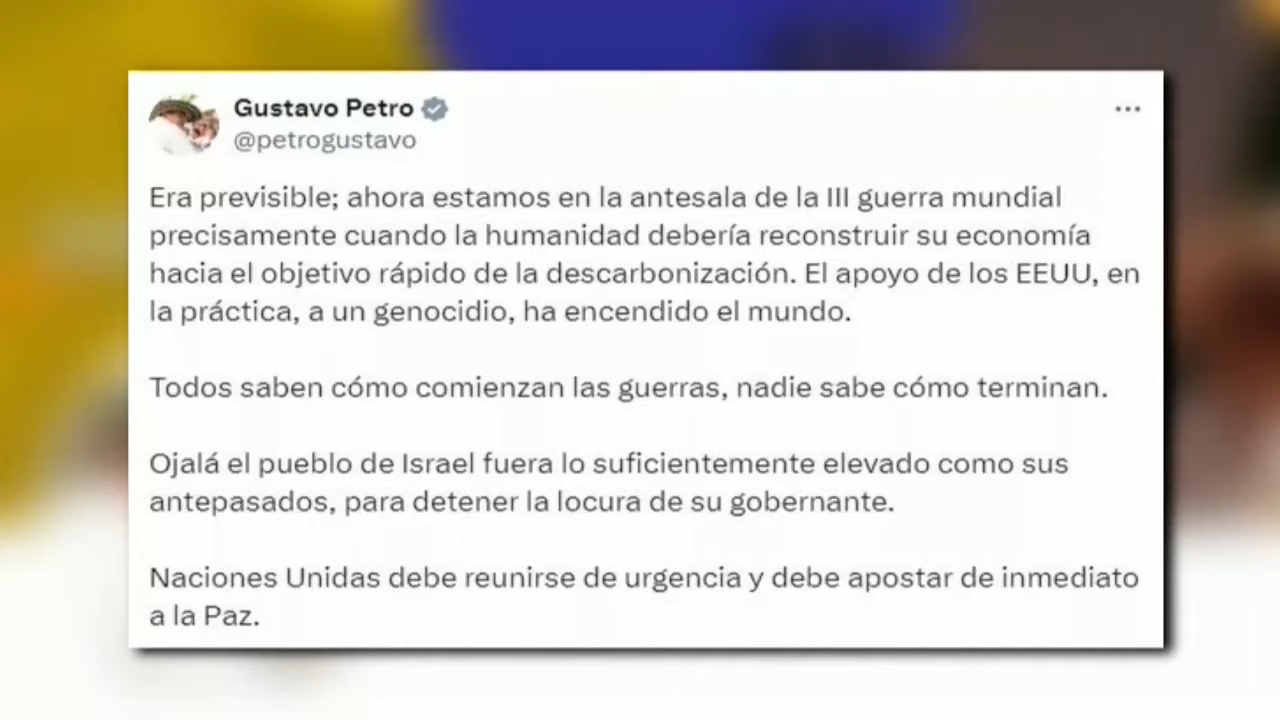 Gustavo Petro
@petrogustavo
Era previsible; ahora estamos en la antesala de la III guerra mundial
precisamente cuando la humanidad debería reconstruir su economía
hacia el objetivo rápido de la descarbonización. El apoyo de los EEUU, en
la práctica, a un genocidio, ha encendido el mundo.
Todos saben cómo comienzan las guerras, nadie sabe cómo terminan.
Ojalá el pueblo de Israel fuera lo suficientemente elevado como sus
antepasados, para detener la locura de su gobernante.
Naciones Unidas debe reunirse de urgencia y debe apostar de inmediato
a la Paz.